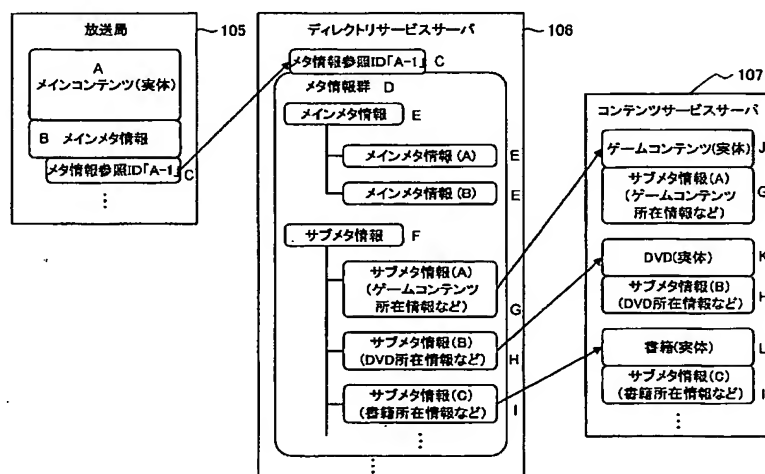 放送局
105
A
メインコンテンツ(実体)
B メインメタ情報
メタ情報参照ID「A-1」
C
ディレクトリサービスサーバ
106
メタ情報参照ID「A-1」
C
メタ情報群 D
メインメタ情報
E
メインメタ情報(A)
E
メインメタ情報(B)
E
サブメタ情報
F
サブメタ情報(A)
(ゲームコンテンツ
所在情報など)
G
サブメタ情報(B)
(DVD所在情報など)
H
サブメタ情報(C)
(書籍所在情報など)
I
107
コンテンツサービスサーバ
ゲームコンテンツ(実体)
J
サブメタ情報(A)
(ゲームコンテンツ
所在情報など)
G
DVD(実体)
K
サブメタ情報(B)
(DVD所在情報など)
H
書籍(実体)
L
サブメタ情報(C)
(書籍所在情報など)
I